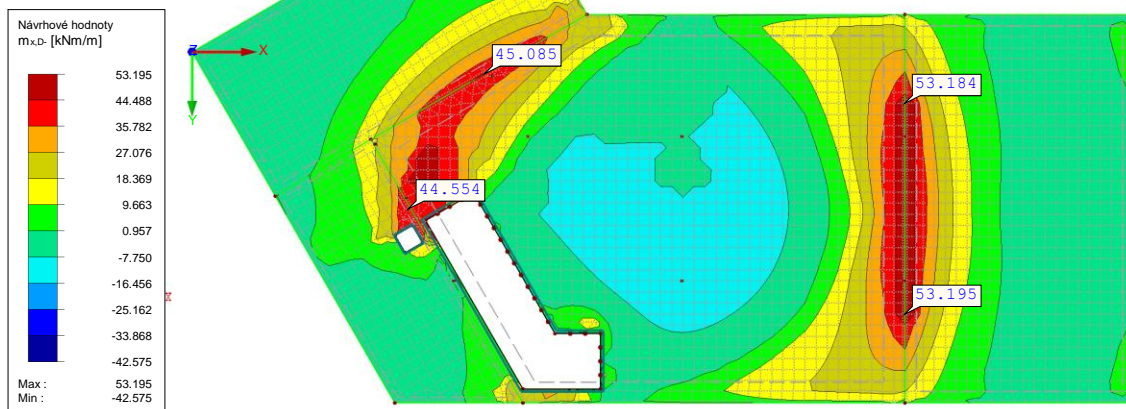 Návrhové hodnoty
mx,D- [kNm/m]
53.195
44.488
35.782
27.076
18.369
9.663
0.957
-7.750
-16.456
-25.162
-33.868
-42.575
Max : 53.195
Min : -42.575
Z
X
Y
45.085
53.184
44.554
53.195